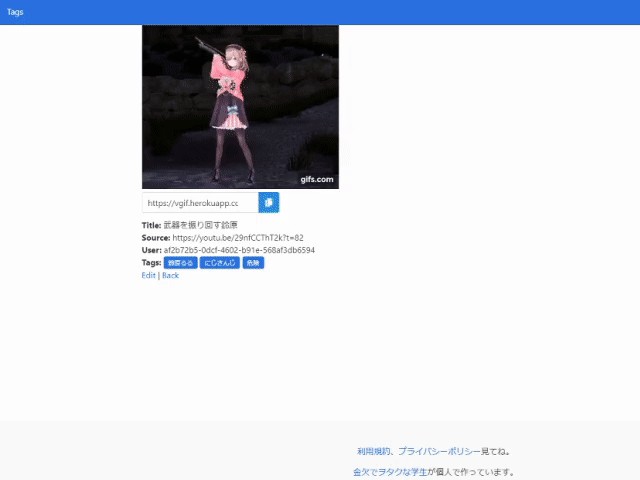 Tags
gifs.com
https://vgif.herokuapp.cc
Title: 武器を振り回す鈴原
Source: https://youtu.be/29nfCCThT2k?t=82
User: af2b72b5-0dcf-4602-b91e-568af3db6594
Tags: 鈴原るる にじさんじ 危険
Edit | Back
利用規約、プライバシーポリシー見てね。
金欠でヲタクな学生が個人で作っています。